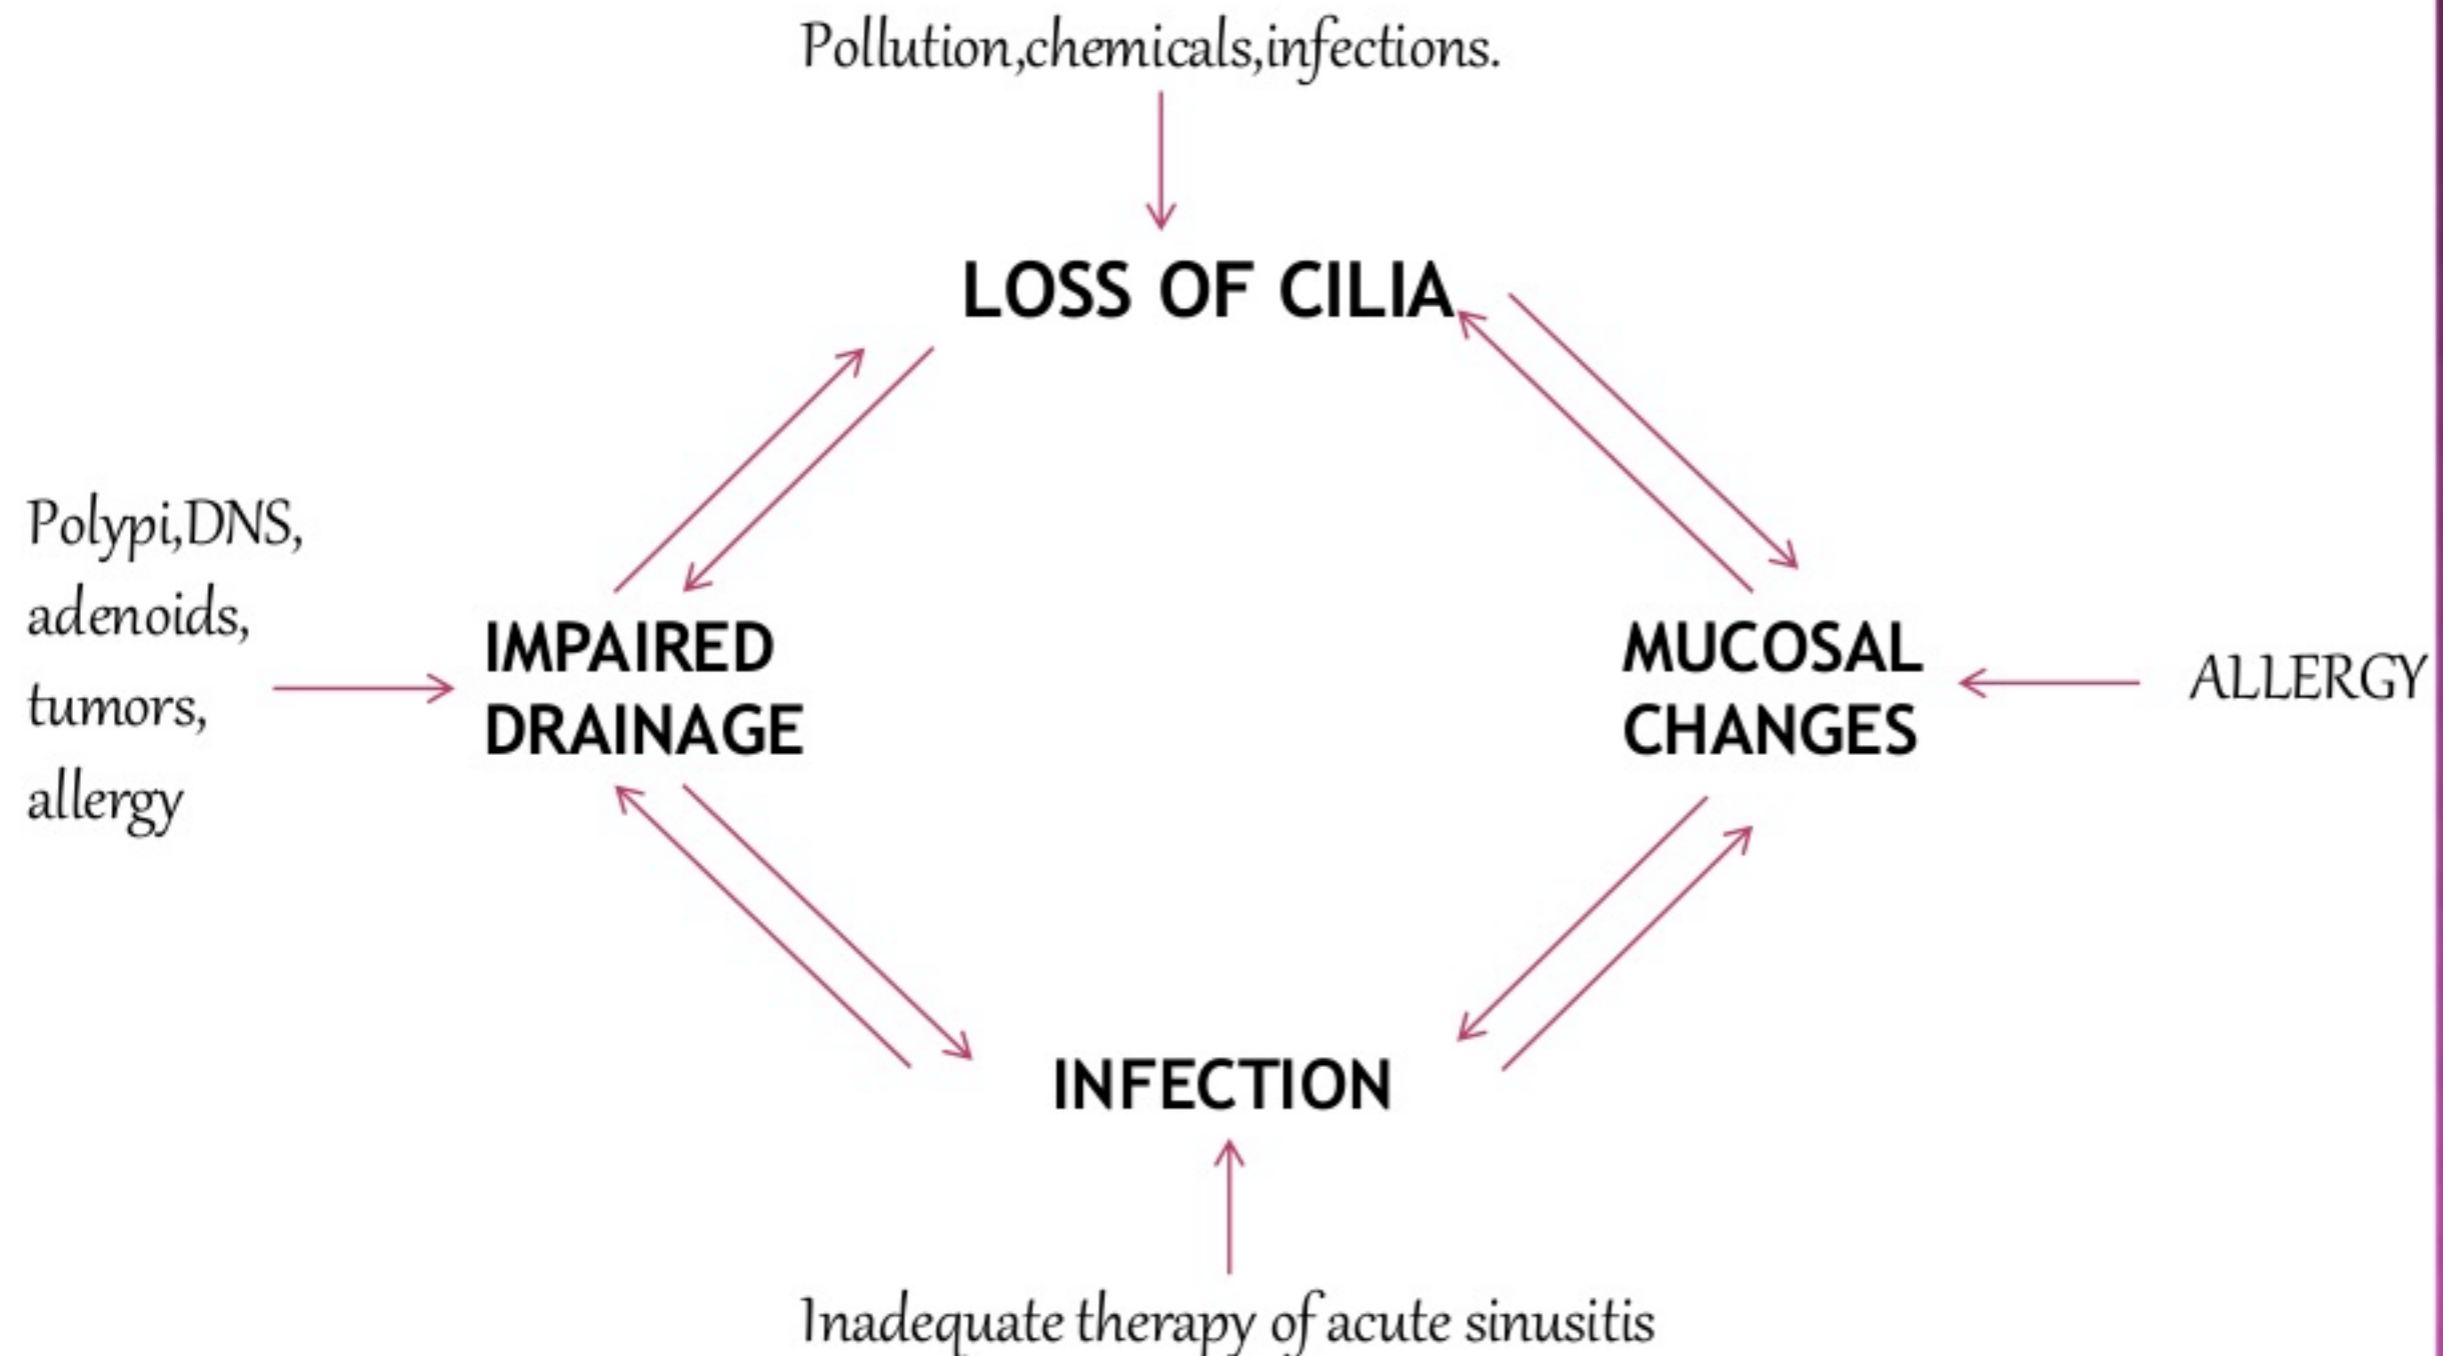 Pollution,chemicals,infections.
LOSS OF CILIA
Polypi,DNS,
adenoids,
tumors,
allergy
IMPAIRED
DRAINAGE
MUCOSAL
CHANGES
ALLERGY
INFECTION
Inadequate therapy of acute sinusitis